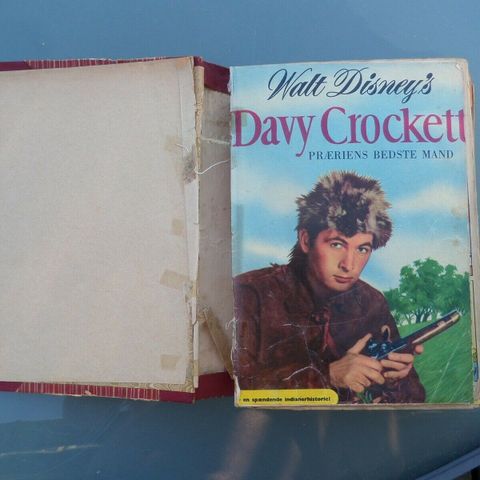 Walt Disney's
Davy Crockett
PRÆRIENS BEDSTE MAND
en spændende indianerhistorie!